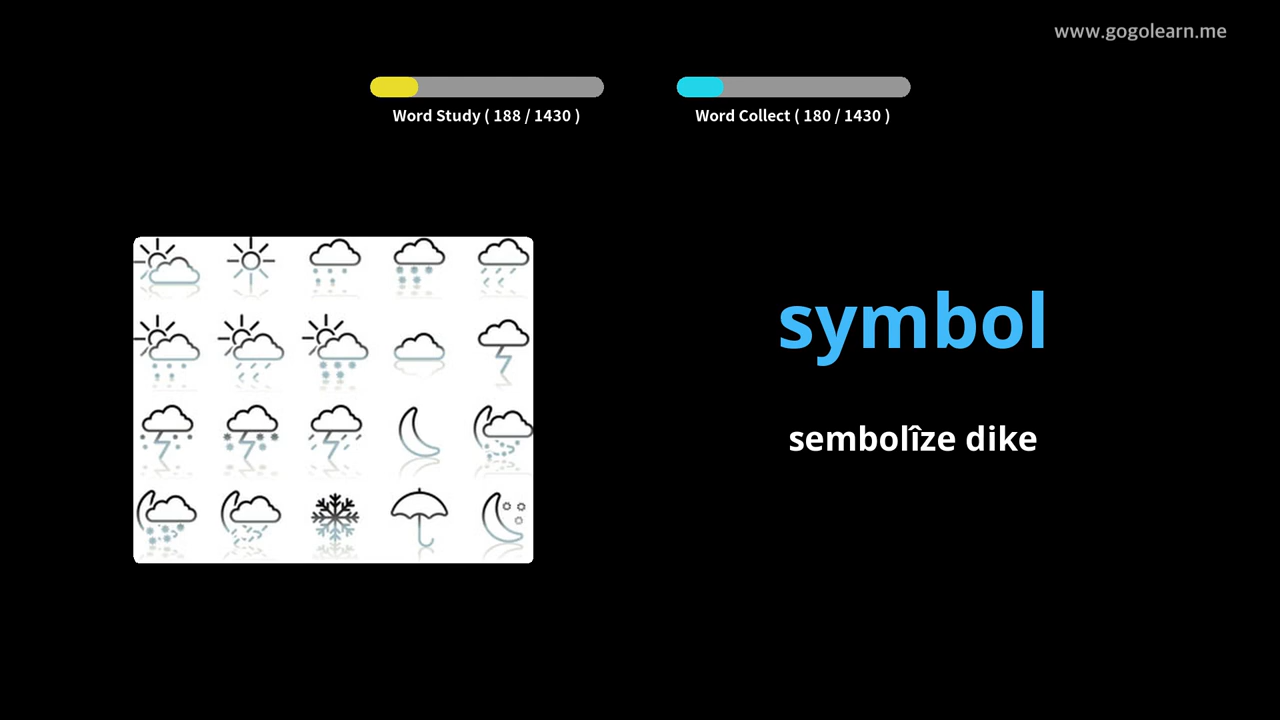 www.gogolearn.me
Word Study ( 188 / 1430 )
Word Collect ( 180 / 1430 )
symbol
sembolîze dike